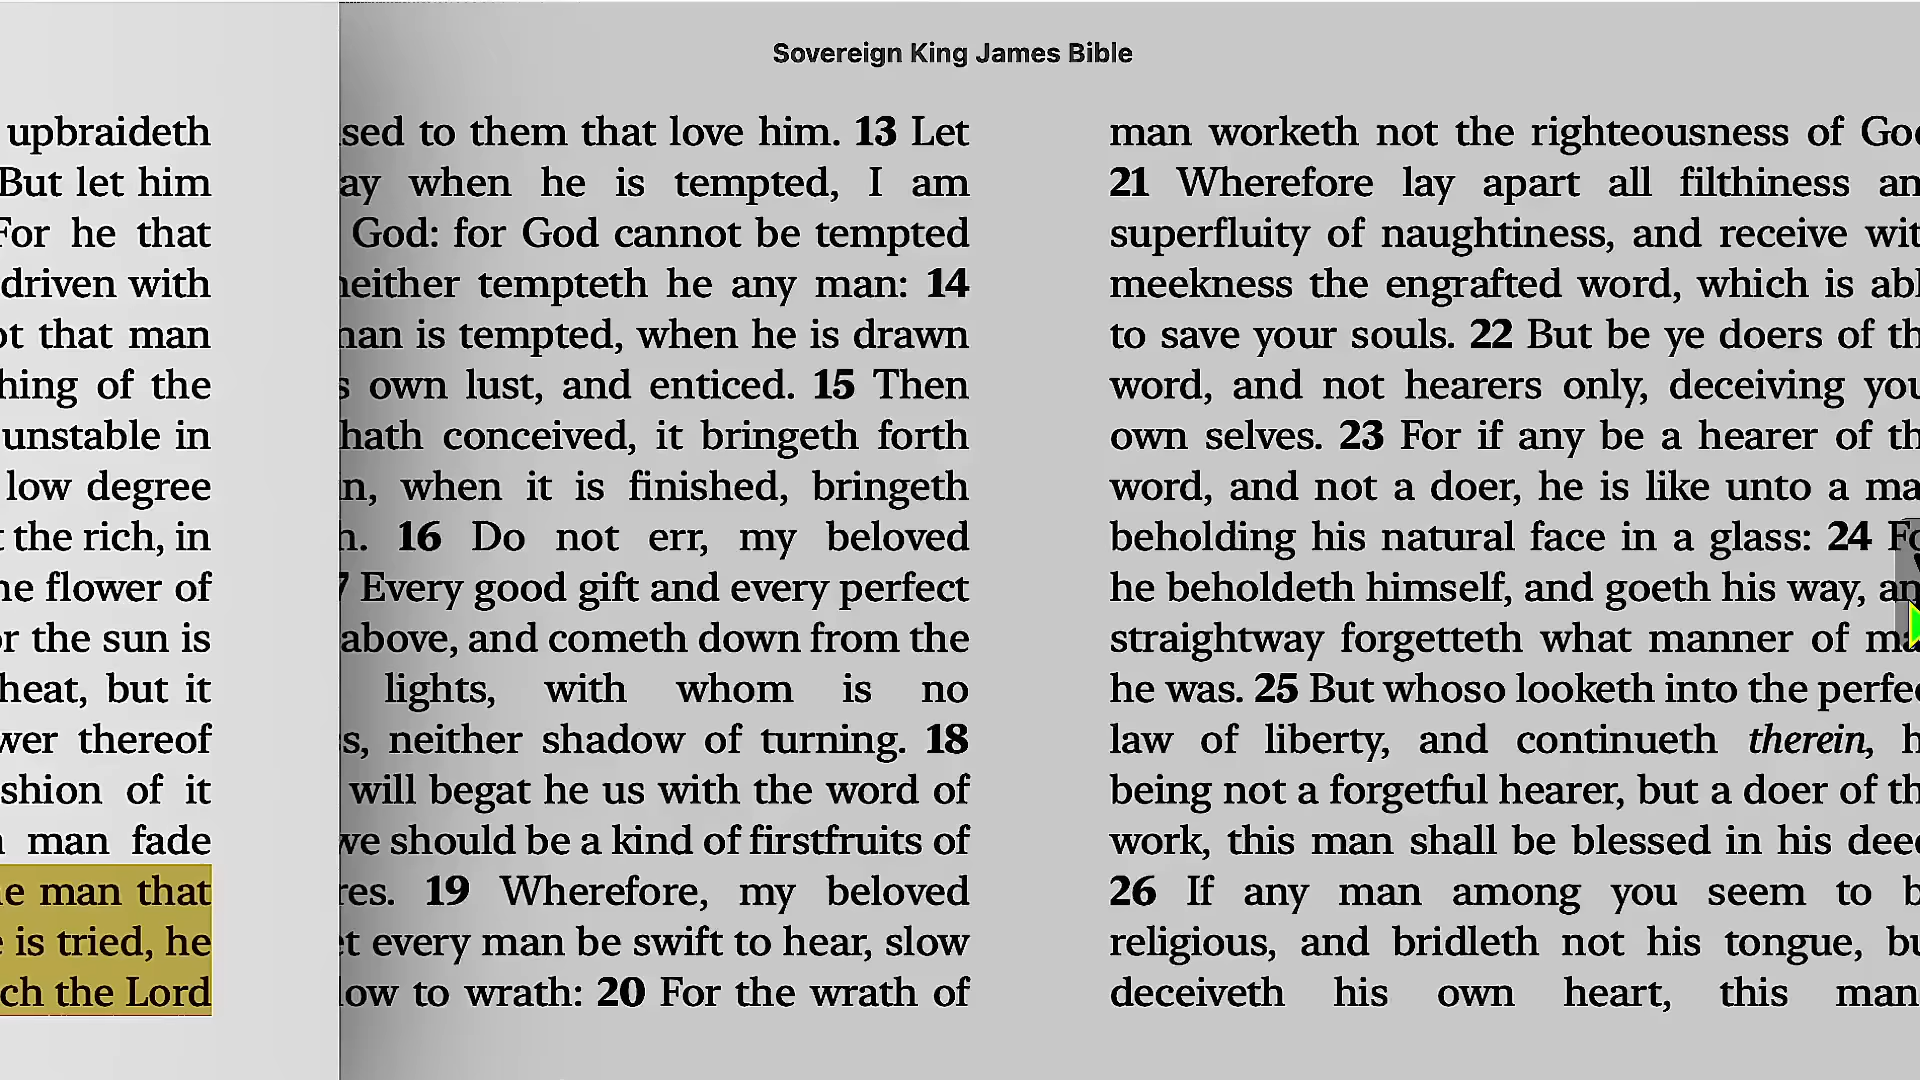 Sovereign King James Bible
upbraideth
But let him
For he that
driven with
that man
of the
unstable in
low degree
the rich, in
flower of
the sun is
heat, but it
thereof
of it
man fade
man that
is tried, he
the Lord
to them that love him. 13 Let
when he is tempted, I am
God: for God cannot be tempted
neither tempteth he any man: 14
is tempted, when he is drawn
own lust, and enticed. 15 Then
hath conceived, it bringeth forth
when it is finished, bringeth
16 Do not err, my beloved
Every good gift and every perfect
above, and cometh down from the
lights, with whom is no
neither shadow of turning. 18
will begat he us with the word of
we should be a kind of firstfruits of
19 Wherefore, my beloved
every man be swift to hear, slow
to wrath: 20 For the wrath of
man worketh not the righteousness of
21 Wherefore lay apart all filthiness
superfluity of naughtiness, and receive
meekness the engrafted word, which is
to save your souls. 22 But be ye doers of
word, and not hearers only, deceiving
own selves. 23 For if any be a hearer of
word, and not a doer, he is like unto a
beholding his natural face in a glass: 24
he beholdeth himself, and goeth his way,
straightway forgetteth what manner of
he was. 25 But whoso looketh into the
law of liberty, and continueth therein,
being not a forgetful hearer, but a doer of
work, this man shall be blessed in his
26 If any man among you seem to
religious, and bridleth not his tongue,
deceiveth his own heart, this man